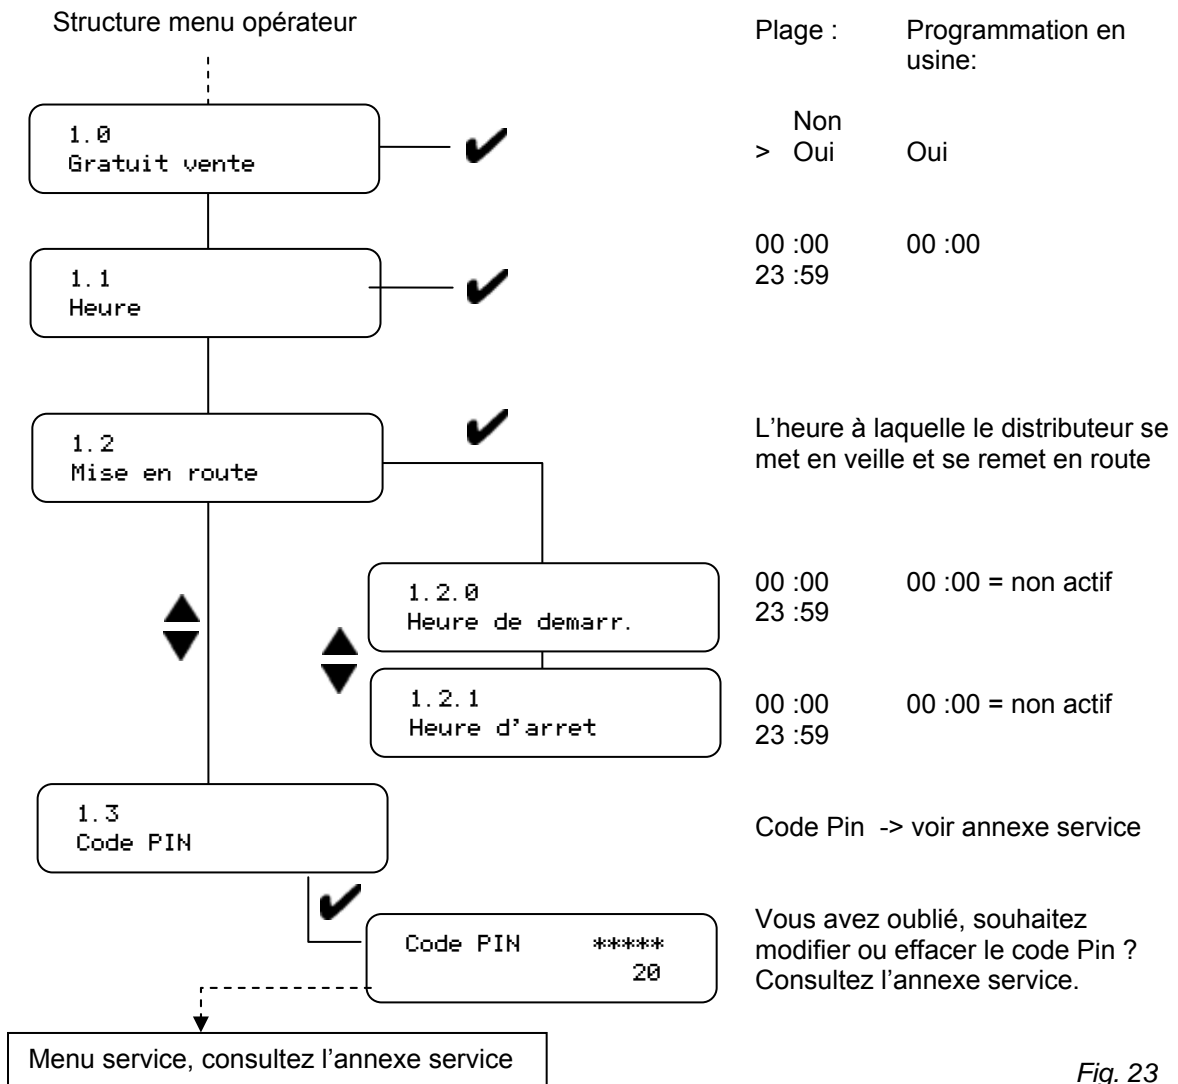 Structure menu opérateur
Plage :
Programmation en
usine:
1.0
Gratuit vente
Non
> Oui
Oui
1.1
Heure
00 :00
23 :59
00 :00
1.2
Mise en route
L'heure à laquelle le distributeur se
met en veille et se remet en route
1.2.0
Heure de demarr.
00 :00
23 :59
00 :00 = non actif
1.2.1
Heure d'arret
00 :00
23 :59
00 :00 = non actif
1.3
Code PIN
Code Pin -> voir annexe service
Code PIN *****
20
Vous avez oublié, souhaitez
modifier ou effacer le code Pin ?
Consultez l'annexe service.
Menu service, consultez l'annexe service
Fig. 23